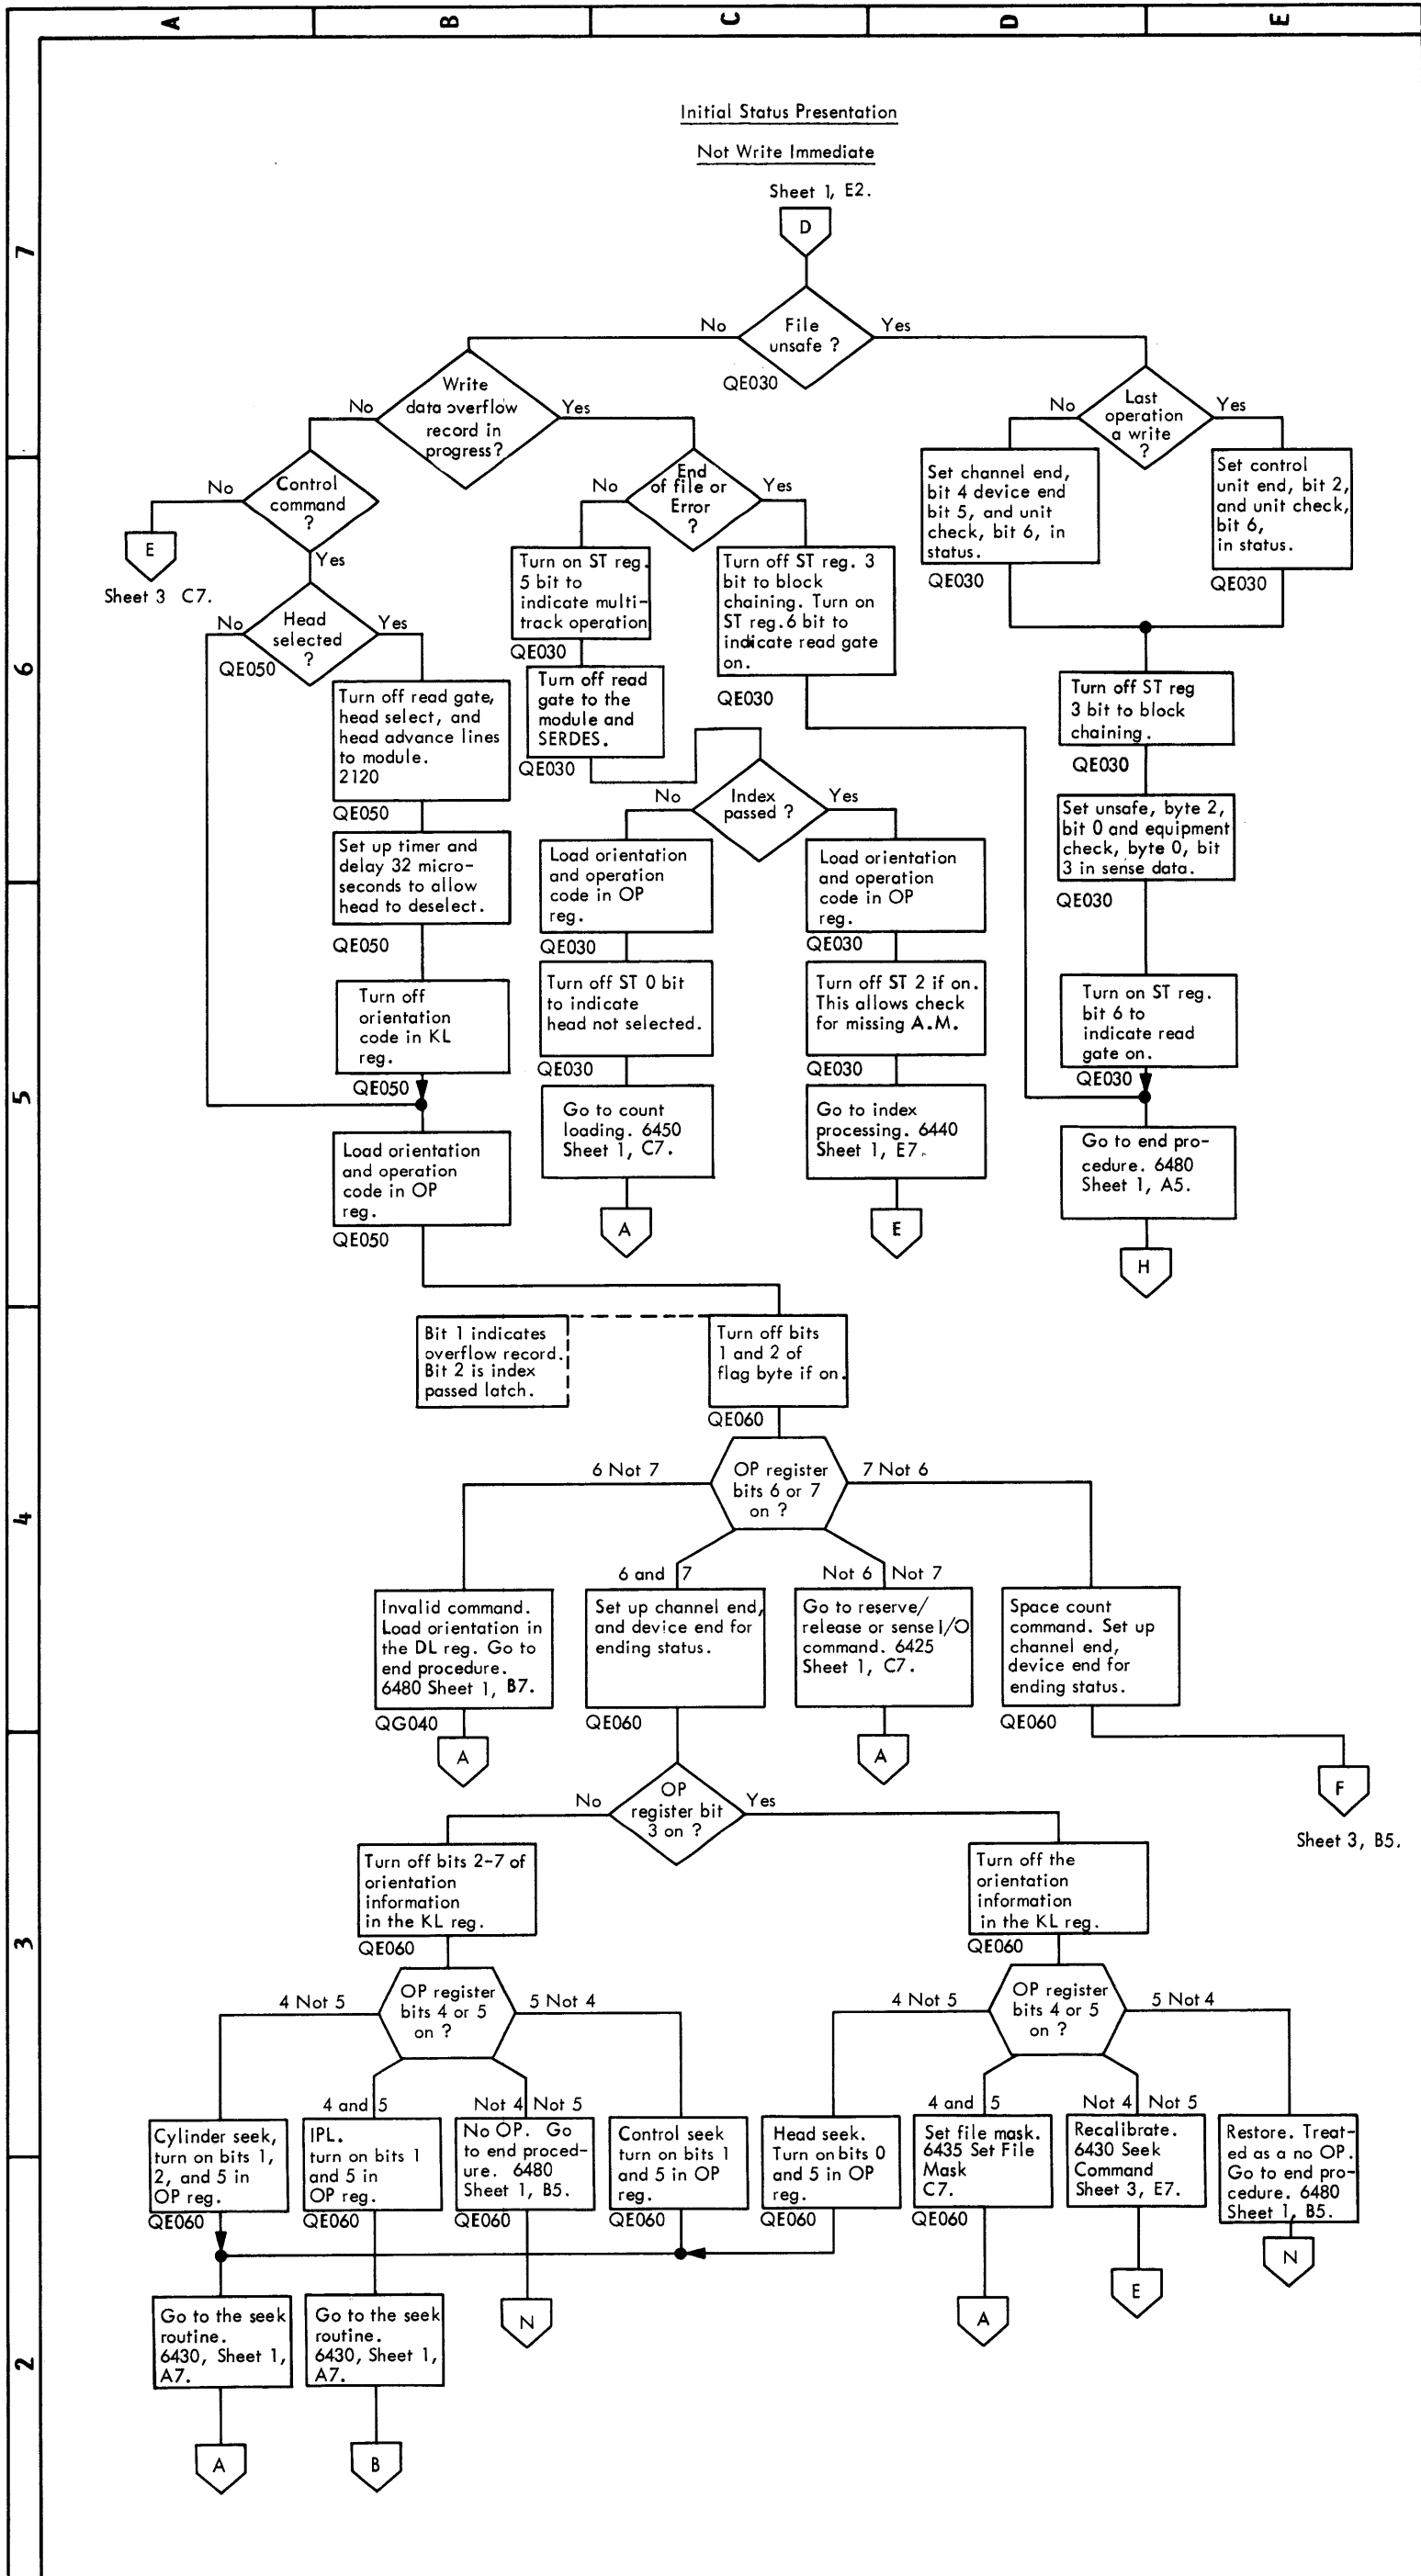 A
B
C
D
E
Initial Status Presentation
Not Write Immediate
Sheet 1, E2.
D
7
No
File
unsafe ?
Yes
QE030
No
Write
data overflow
record in
progress?
Yes
No
Last
operation
a write
?
Yes
No
Control
command
?
Yes
E
Sheet 3 C7.
No
End
of file or
Error
?
Yes
Set channel end,
bit 4 device end
bit 5, and unit
check, bit 6, in
status.
QE030
Set control
unit end, bit 2,
and unit check,
bit 6,
in status.
QE030
Turn on ST reg.
5 bit to
indicate multi-
track operation
QE030
Turn off ST reg. 3
bit to block
chaining. Turn on
ST reg.6 bit to
indicate read gate
on.
QE030
No
Head
selected
?
Yes
QE050
6
Turn off read gate,
head select, and
head advance lines
to module.
2120
QE050
Turn off read
gate to the
module and
SERDES.
QE030
Turn off ST reg
3 bit to block
chaining.
QE030
No
Index
passed ?
Yes
Set up timer and
delay 32 micro-
seconds to allow
head to deselect.
QE050
Load orientation
and operation
code in OP
reg.
QE030
Load orientation
and operation
code in OP
reg.
QE030
Set unsafe, byte 2,
bit 0 and equipment
check, byte 0, bit
3 in sense data.
QE030
Turn off
orientation
code in KL
reg.
QE050
Turn off ST 0 bit
to indicate
head not selected.
QE030
Turn off ST 2 if on.
This allows check
for missing A.M.
QE030
Turn on ST reg.
bit 6 to
indicate read
gate on.
QE030
5
Load orientation
and operation
code in OP
reg.
QE050
Go to count
loading. 6450
Sheet 1, C7.
A
Go to index
processing. 6440
Sheet 1, E7.
E
Go to end pro-
cedure. 6480
Sheet 1, A5.
H
Bit 1 indicates
overflow record.
Bit 2 is index
passed latch.
Turn off bits
1 and 2 of
flag byte if on.
QE060
6 Not 7
OP register
bits 6 or 7
on ?
7 Not 6
4
6 and 7
Not 6 Not 7
Invalid command.
Load orientation in
the DL reg. Go to
end procedure.
6480 Sheet 1, B7.
QG040
A
Set up channel end,
and device end for
ending status.
QE060
Go to reserve/
release or sense I/O
command. 6425
Sheet 1, C7.
A
Space count
command. Set up
channel end,
device end for
ending status.
QE060
F
Sheet 3, B5.
No
OP
register bit
3 on ?
Yes
Turn off bits 2-7 of
orientation
information
in the KL reg.
QE060
Turn off the
orientation
information
in the KL reg.
QE060
3
4 Not 5
OP register
bits 4 or 5
on ?
5 Not 4
4 Not 5
OP register
bits 4 or 5
on ?
5 Not 4
4 and 5
Not 4 Not 5
4 and 5
Not 4 Not 5
Cylinder seek,
turn on bits 1,
2, and 5 in
OP reg.
QE060
IPL.
turn on bits 1
and 5 in
OP reg.
QE060
No OP. Go
to end proced-
ure. 6480
Sheet 1, B5.
QE060
N
Control seek
turn on bits 1
and 5 in OP
reg.
QE060
Head seek.
Turn on bits 0
and 5 in OP
reg.
QE060
Set file mask.
6435 Set File
Mask
C7.
QE060
A
Recalibrate.
6430 Seek
Command
Sheet 3, E7.
E
Restore. Treat-
ed as a no OP.
Go to end pro-
cedure. 6480
Sheet 1, B5.
N
2
Go to the seek
routine.
6430, Sheet 1,
A7.
A
Go to the seek
routine.
6430, Sheet 1,
A7.
B